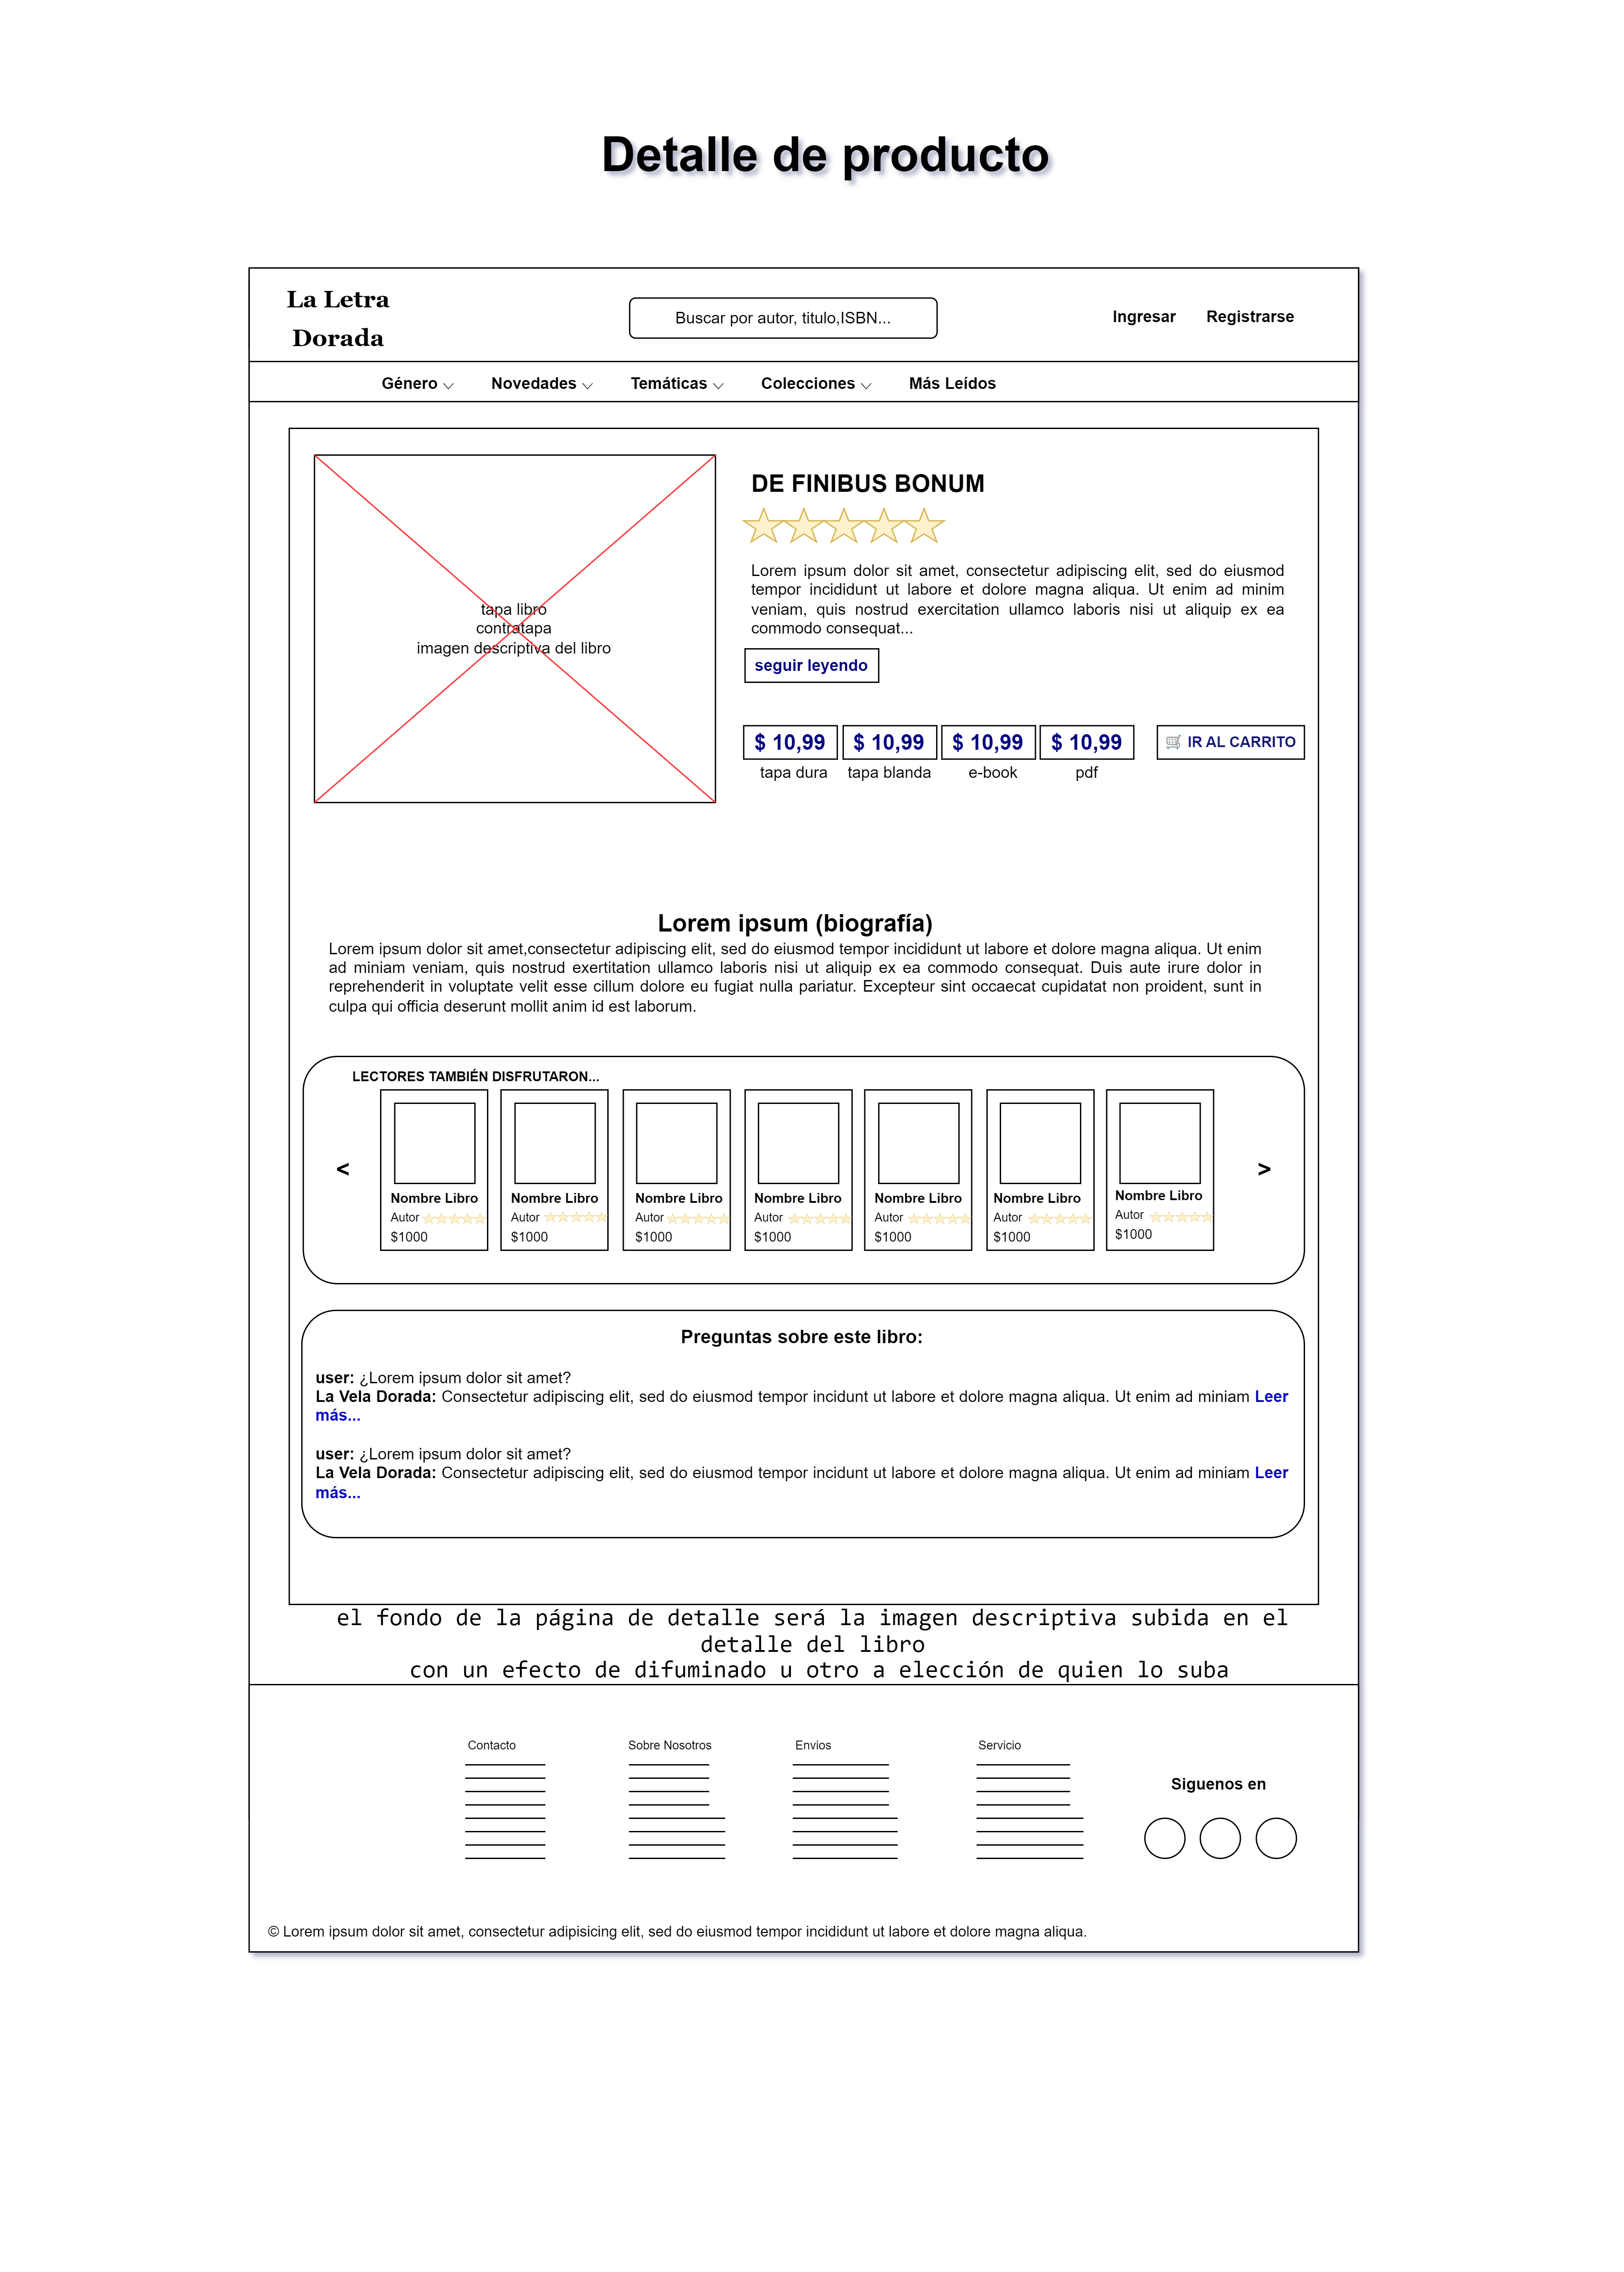 Detalle de producto
La Letra
Dorada
Buscar por autor, titulo,ISBN...
Ingresar Registrarse
Género Novedades Temáticas Colecciones Más Leídos
tapa libro
contratapa
imagen descriptiva del libro
DE FINIBUS BONUM
Lorem ipsum dolor sit amet, consectetur adipiscing elit, sed do eiusmod
tempor incididunt ut labore et dolore magna aliqua. Ut enim ad minim
veniam, quis nostrud exercitation ullamco laboris nisi ut aliquip ex ea
commodo consequat...
seguir leyendo
$ 10,99 $ 10,99 $ 10,99 $ 10,99 🛒 IR AL CARRITO
tapa dura tapa blanda e-book pdf
Lorem ipsum (biografía)
Lorem ipsum dolor sit amet,consectetur adipiscing elit, sed do eiusmod tempor incididunt ut labore et dolore magna aliqua. Ut enim
ad miniam veniam, quis nostrud exertitation ullamco laboris nisi ut aliquip ex ea commodo consequat. Duis aute irure dolor in
reprehenderit in voluptate velit esse cillum dolore eu fugiat nulla pariatur. Excepteur sint occaecat cupidatat non proident, sunt in
culpa qui officia deserunt mollit anim id est laborum.
LECTORES TAMBIÉN DISFRUTARON...
< >
Nombre Libro Nombre Libro Nombre Libro Nombre Libro Nombre Libro Nombre Libro Nombre Libro
Autor Autor Autor Autor Autor Autor Autor
$1000 $1000 $1000 $1000 $1000 $1000 $1000
Preguntas sobre este libro:
user: ¿Lorem ipsum dolor sit amet?
La Vela Dorada: Consectetur adipiscing elit, sed do eiusmod tempor incidunt ut labore et dolore magna aliqua. Ut enim ad miniam Leer
más...
user: ¿Lorem ipsum dolor sit amet?
La Vela Dorada: Consectetur adipiscing elit, sed do eiusmod tempor incidunt ut labore et dolore magna aliqua. Ut enim ad miniam Leer
más...
el fondo de la página de detalle será la imagen descriptiva subida en el
detalle del libro
con un efecto de difuminado u otro a elección de quien lo suba
Contacto Sobre Nosotros Envios Servicio
Siguenos en
© Lorem ipsum dolor sit amet, consectetur adipisicing elit, sed do eiusmod tempor incididunt ut labore et dolore magna aliqua.